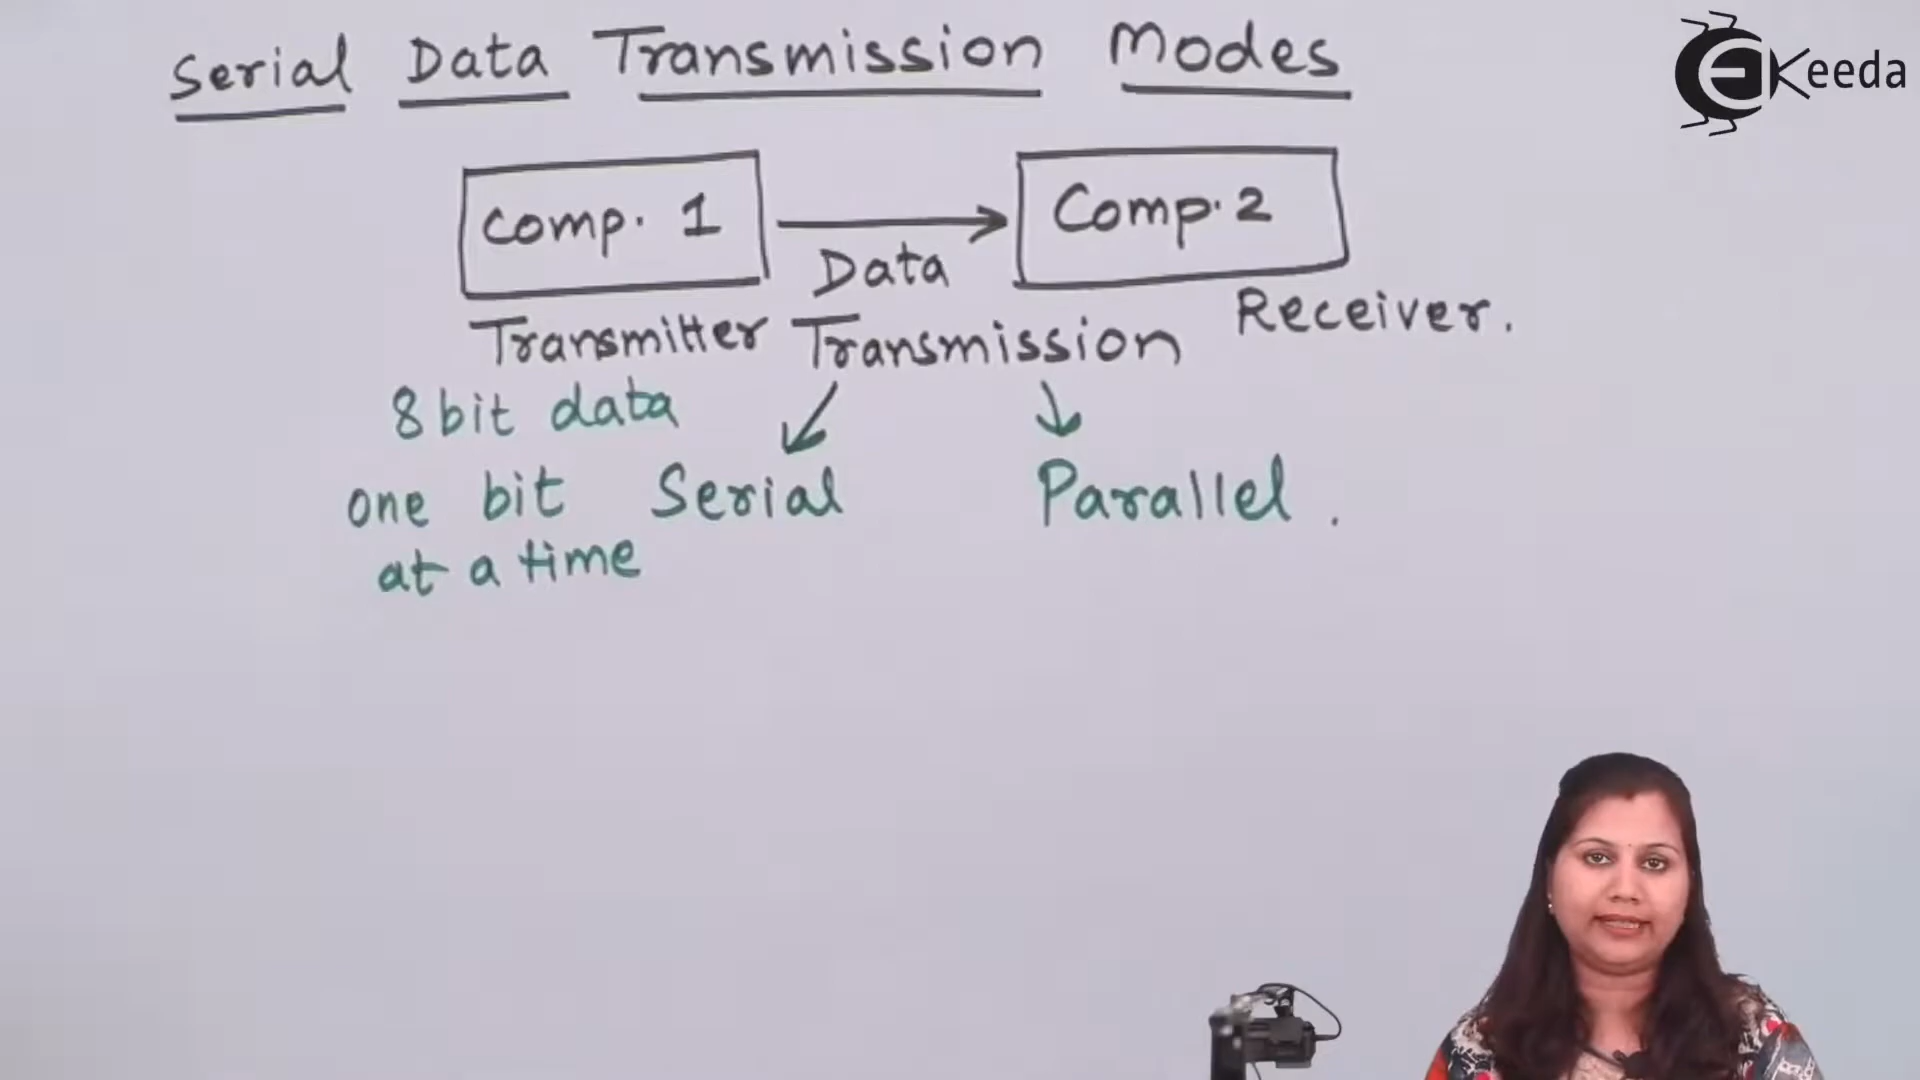 Serial Data Transmission Modes
EKeeda
Comp. 1
Comp. 2
Data
Transmitter Transmission Receiver.
8 bit data
one bit Serial Parallel.
at a time